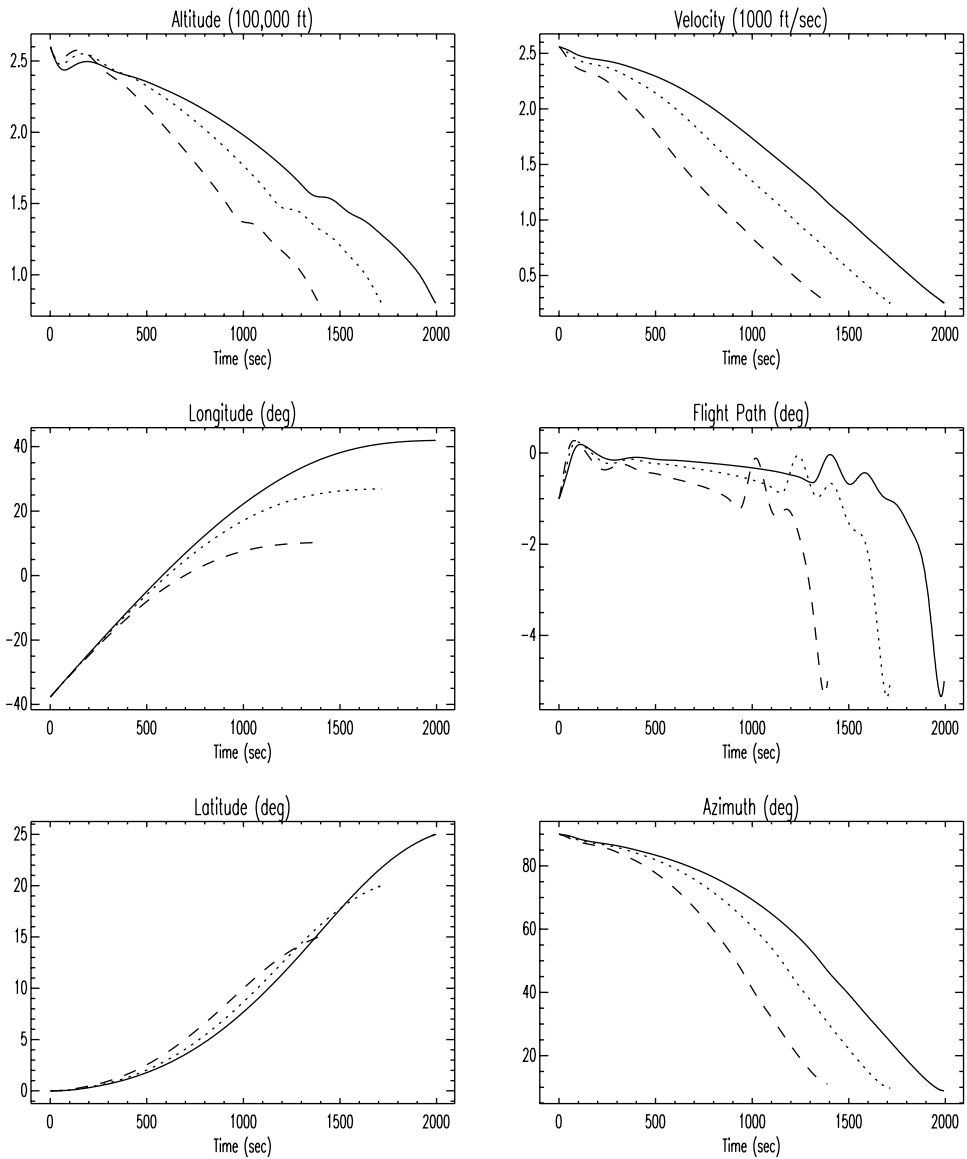 Altitude (100,000 ft)
2.5
2.0
1.5
1.0
0 500 1000 1500 2000
Time (sec)
Velocity (1000 ft/sec)
2.5
2.0
1.5
1.0
0.5
0 500 1000 1500 2000
Time (sec)
Longitude (deg)
40
20
0
−20
−40
0 500 1000 1500 2000
Time (sec)
Flight Path (deg)
0
−2
−4
0 500 1000 1500 2000
Time (sec)
Latitude (deg)
25
20
15
10
5
0
0 500 1000 1500 2000
Time (sec)
Azimuth (deg)
80
60
40
20
0 500 1000 1500 2000
Time (sec)